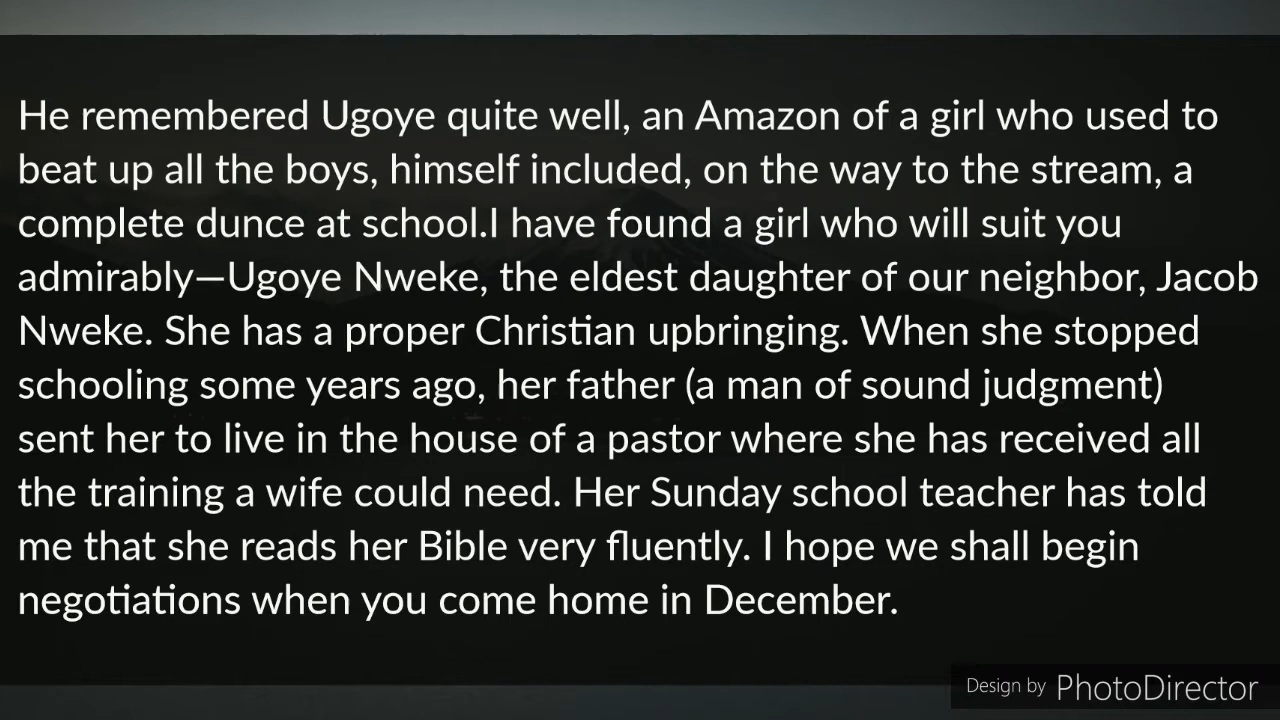 He remembered Ugoye quite well, an Amazon of a girl who used to
beat up all the boys, himself included, on the way to the stream, a
complete dunce at school.I have found a girl who will suit you
admirably—Ugoye Nweke, the eldest daughter of our neighbor, Jacob
Nweke. She has a proper Christian upbringing. When she stopped
schooling some years ago, her father (a man of sound judgment)
sent her to live in the house of a pastor where she has received all
the training a wife could need. Her Sunday school teacher has told
me that she reads her Bible very fluently. I hope we shall begin
negotiations when you come home in December.
Design by PhotoDirector